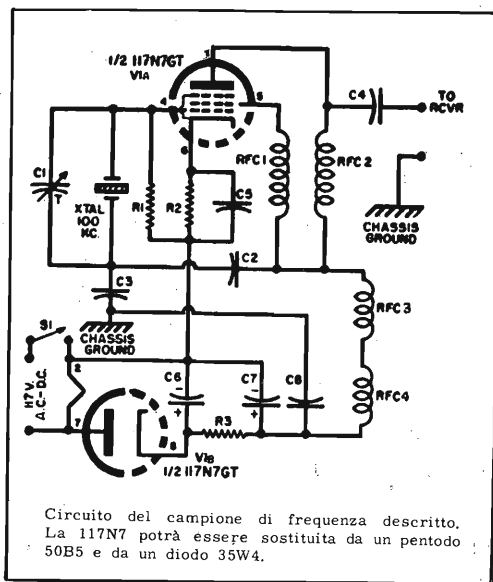 1/2 117N7GT
V1A
3
4
5
6
C1
T
XTAL
100
KC.
R1
R2
C5
RFC1
RFC2
C4
TO
RCVR
CHASSIS
GROUND
C2
C3
CHASSIS
GROUND
RFC3
RFC4
S1
117V.
A.C.-D.C.
2
7
8
C6
-
+
C7
-
+
C8
R3
V1B
1/2 117N7GT
Circuito del campione di frequenza descritto.
La 117N7 potrà essere sostituita da un pentodo
50B5 e da un diodo 35W4.